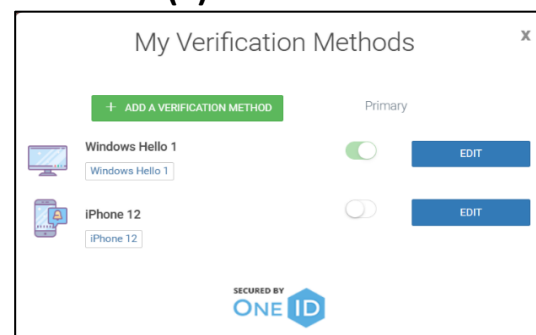 My Verification Methods
x
+ ADD A VERIFICATION METHOD
Primary
Windows Hello 1
Windows Hello 1
EDIT
iPhone 12
iPhone 12
EDIT
SECURED BY
ONE ID